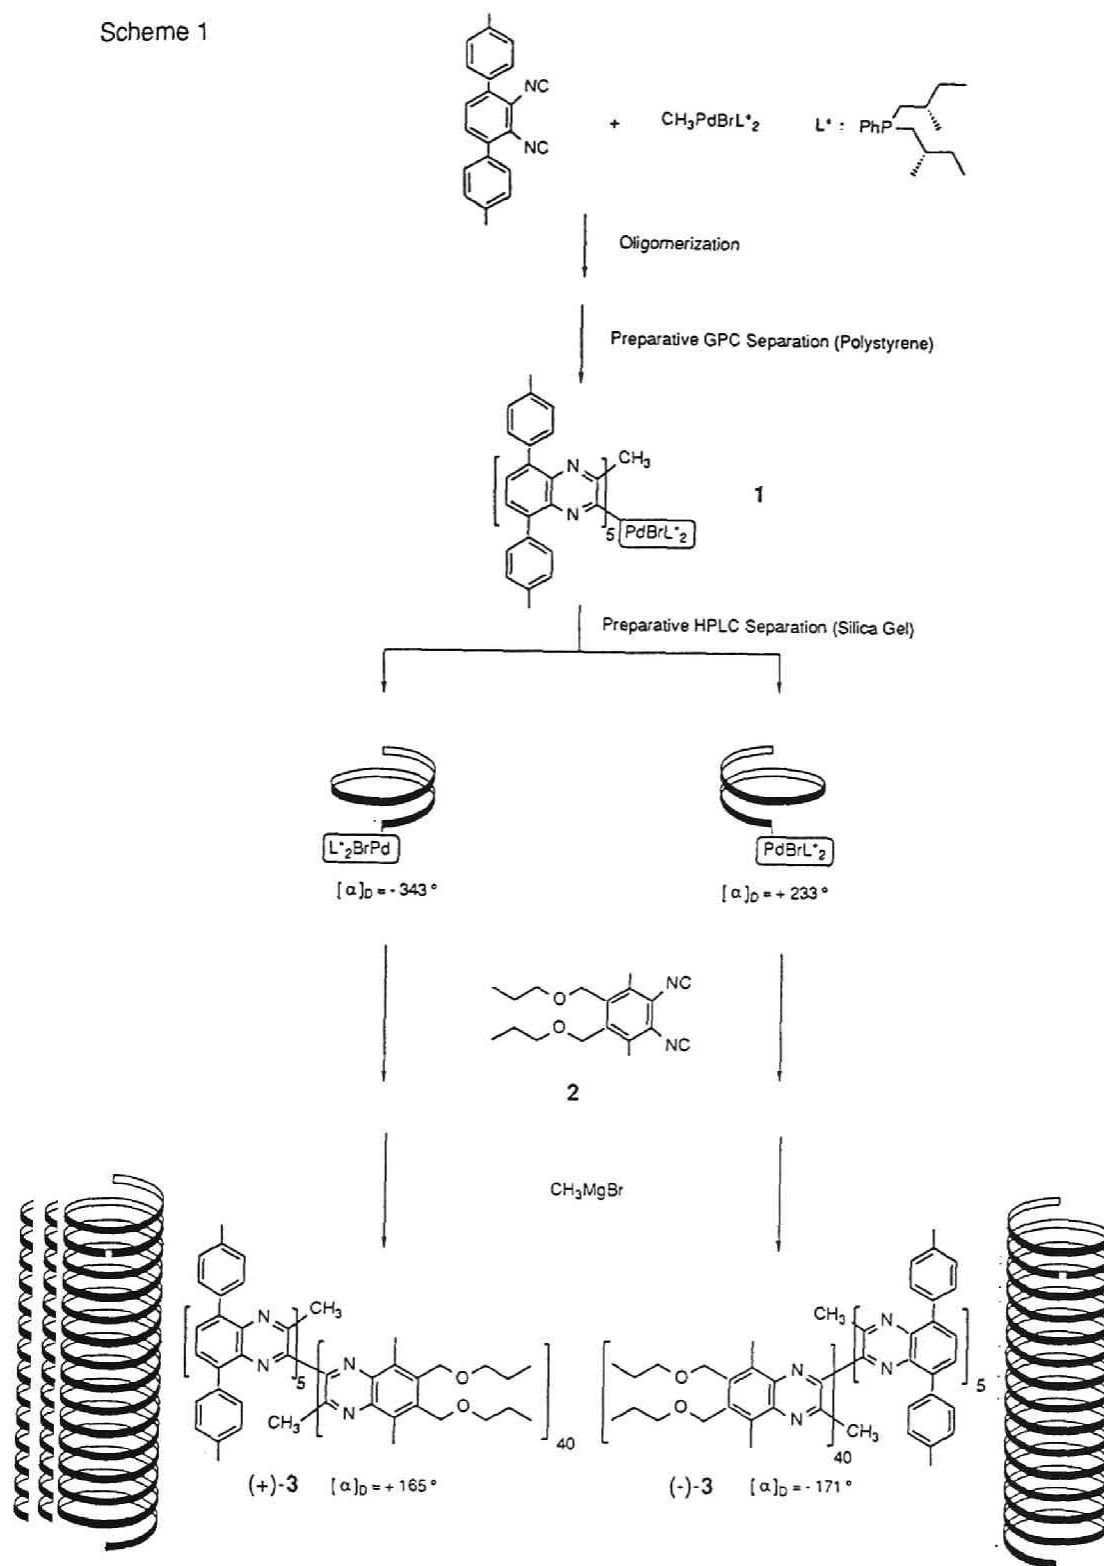 Scheme 1
NC
NC
+
CH₃PdBrL*₂
L* :
PhP
Oligomerization
Preparative GPC Separation (Polystyrene)
N
CH₃
N
5
PdBrL*₂
1
Preparative HPLC Separation (Silica Gel)
L*₂BrPd
PdBrL*₂
[α]D = - 343 °
[α]D = + 233 °
O
NC
O
NC
2
CH₃MgBr
N
CH₃
N
5
N
O
CH₃
N
O
40
CH₃
N
N
5
O
N
O
N
CH₃
40
(+)-3 [α]D = + 165 °
(-)-3 [α]D = - 171 °